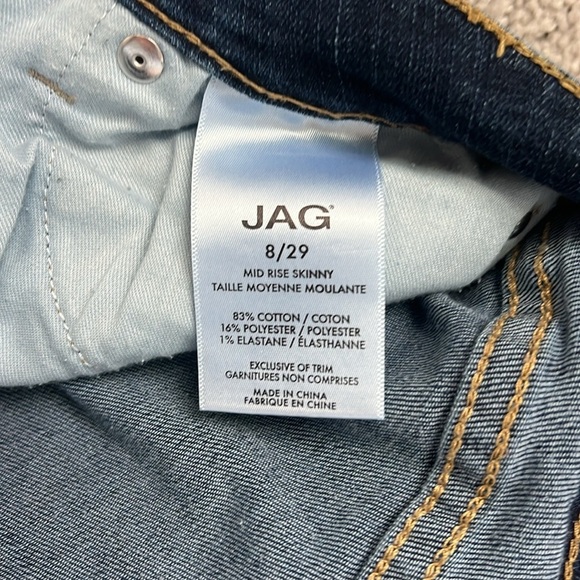 JAG®
8/29
MID RISE SKINNY
TAILLE MOYENNE MOULANTE
83% COTTON / COTON
16% POLYESTER / POLYESTER
1% ELASTANE / ÉLASTHANNE
EXCLUSIVE OF TRIM
GARNITURES NON COMPRISES
MADE IN CHINA
FABRIQUE EN CHINE